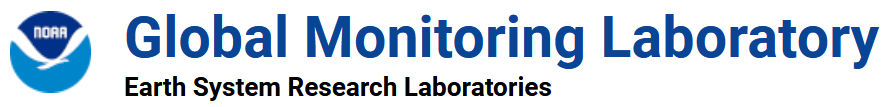 NOAA
Global Monitoring Laboratory
Earth System Research Laboratories